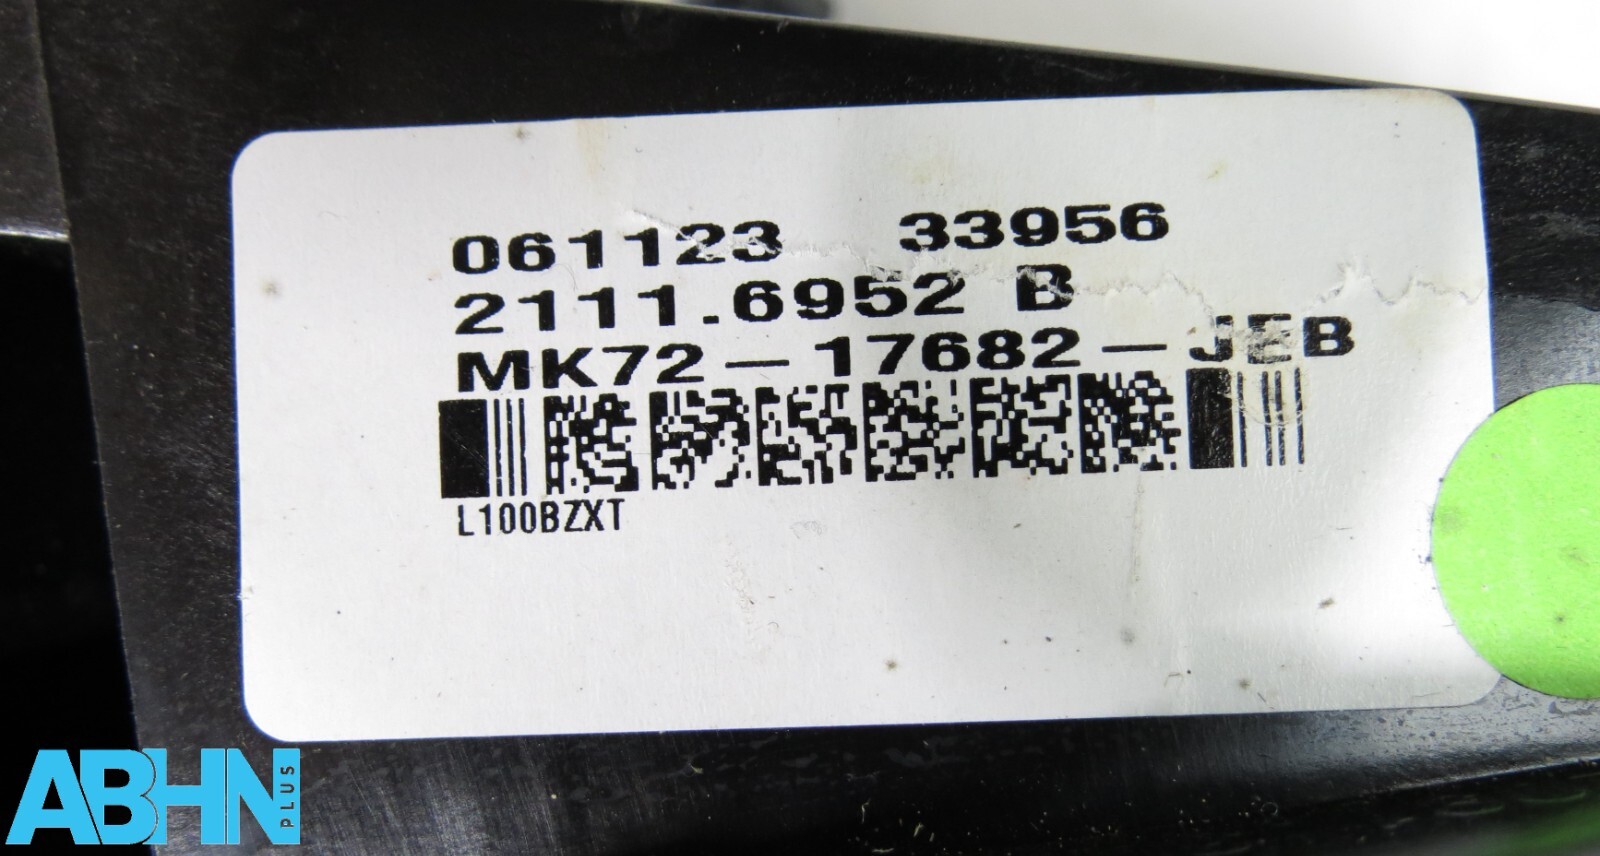 061123 33956
2111.6952 B
MK72-17682-JEB
L100BZXT
ABHN PLUS